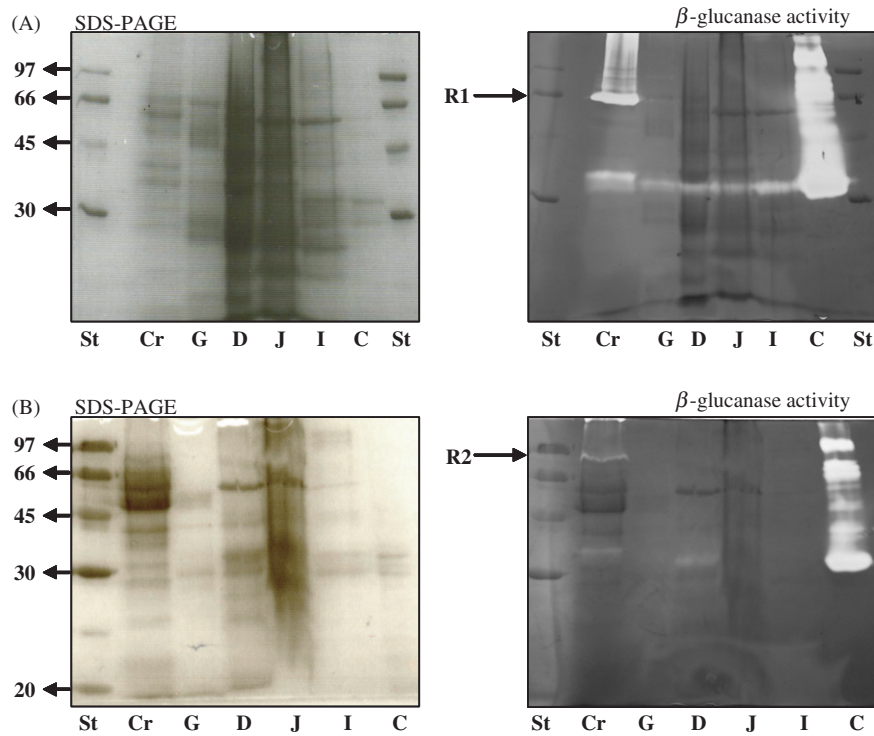 (A) SDS-PAGE β-glucanase activity
97
66 R1
45
30
St Cr G D J I C St St Cr G D J I C St
(B) SDS-PAGE β-glucanase activity
97 R2
66
45
30
20
St Cr G D J I C St Cr G D J I C